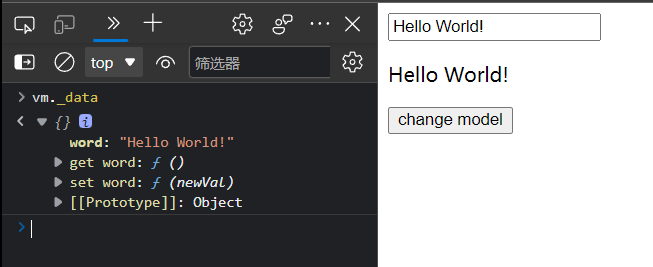 top
筛选器
vm._data
{} i
word: "Hello World!"
get word: ƒ ()
set word: ƒ (newVal)
[[Prototype]]: Object
Hello World!
Hello World!
change model